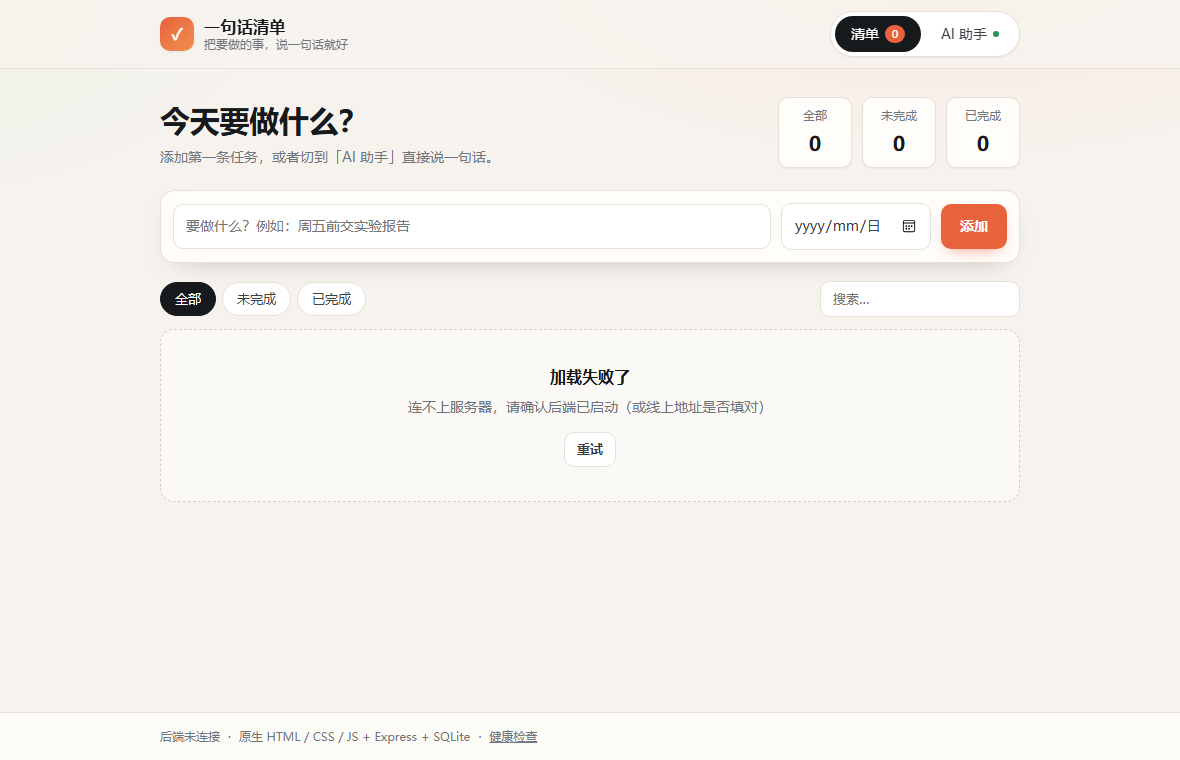 一句话清单
把要做的事，说一句话就好
清单 0
AI 助手
今天要做什么？
添加第一条任务，或者切到「AI 助手」直接说一句话。
全部
0
未完成
0
已完成
0
要做什么？例如：周五前交实验报告
yyyy/mm/日
添加
全部
未完成
已完成
搜索...
加载失败了
连不上服务器，请确认后端已启动（或线上地址是否填对）
重试
后端未连接 · 原生 HTML / CSS / JS + Express + SQLite · 健康检查